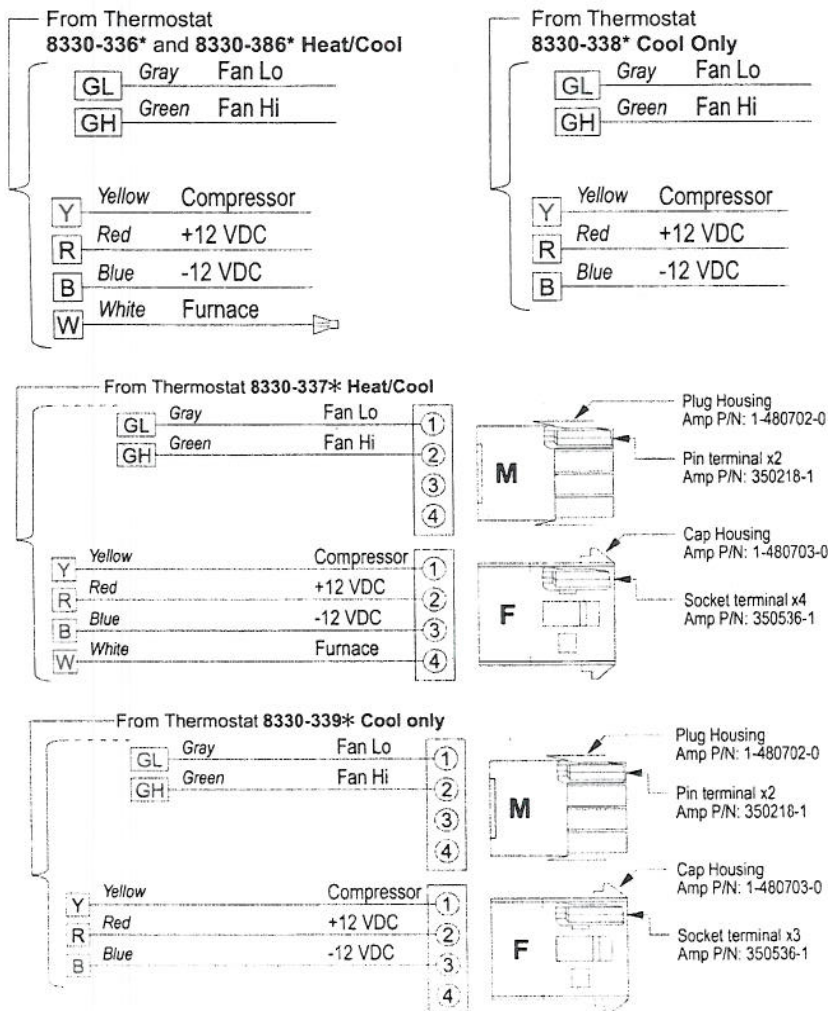 From Thermostat
8330-336* and 8330-386* Heat/Cool
GL Gray Fan Lo
GH Green Fan Hi
Y Yellow Compressor
R Red +12 VDC
B Blue -12 VDC
W White Furnace
From Thermostat
8330-338* Cool Only
GL Gray Fan Lo
GH Green Fan Hi
Y Yellow Compressor
R Red +12 VDC
B Blue -12 VDC
From Thermostat 8330-337* Heat/Cool
GL Gray Fan Lo 1
GH Green Fan Hi 2
3
4
Y Yellow Compressor 1
R Red +12 VDC 2
B Blue -12 VDC 3
W White Furnace 4
M
Plug Housing
Amp P/N: 1-480702-0
Pin terminal x2
Amp P/N: 350218-1
F
Cap Housing
Amp P/N: 1-480703-0
Socket terminal x4
Amp P/N: 350536-1
From Thermostat 8330-339* Cool only
GL Gray Fan Lo 1
GH Green Fan Hi 2
3
4
Y Yellow Compressor 1
R Red +12 VDC 2
B Blue -12 VDC 3
4
M
Plug Housing
Amp P/N: 1-480702-0
Pin terminal x2
Amp P/N: 350218-1
F
Cap Housing
Amp P/N: 1-480703-0
Socket terminal x3
Amp P/N: 350536-1